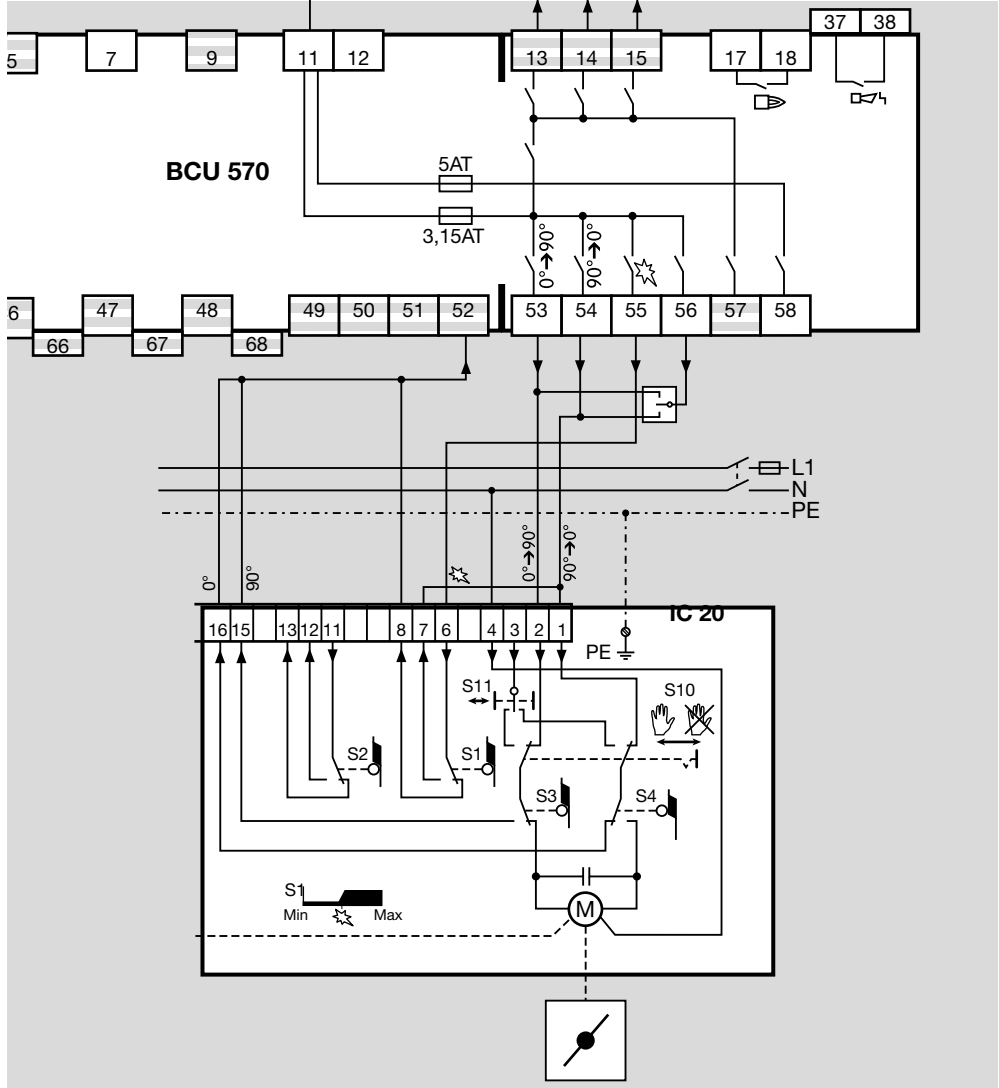 37 38
5 7 9 11 12 13 14 15 17 18
BCU 570
5AT
3,15AT
0°➔90°
90°➔0°
6 47 48 49 50 51 52 53 54 55 56 57 58
66 67 68
L1
N
PE
0°
90°
0°➔90°
90°➔0°
IC 20
16 15 13 12 11 8 7 6 4 3 2 1
PE
S11
S10
S2
S1
S3
S4
S1
Min Max
M